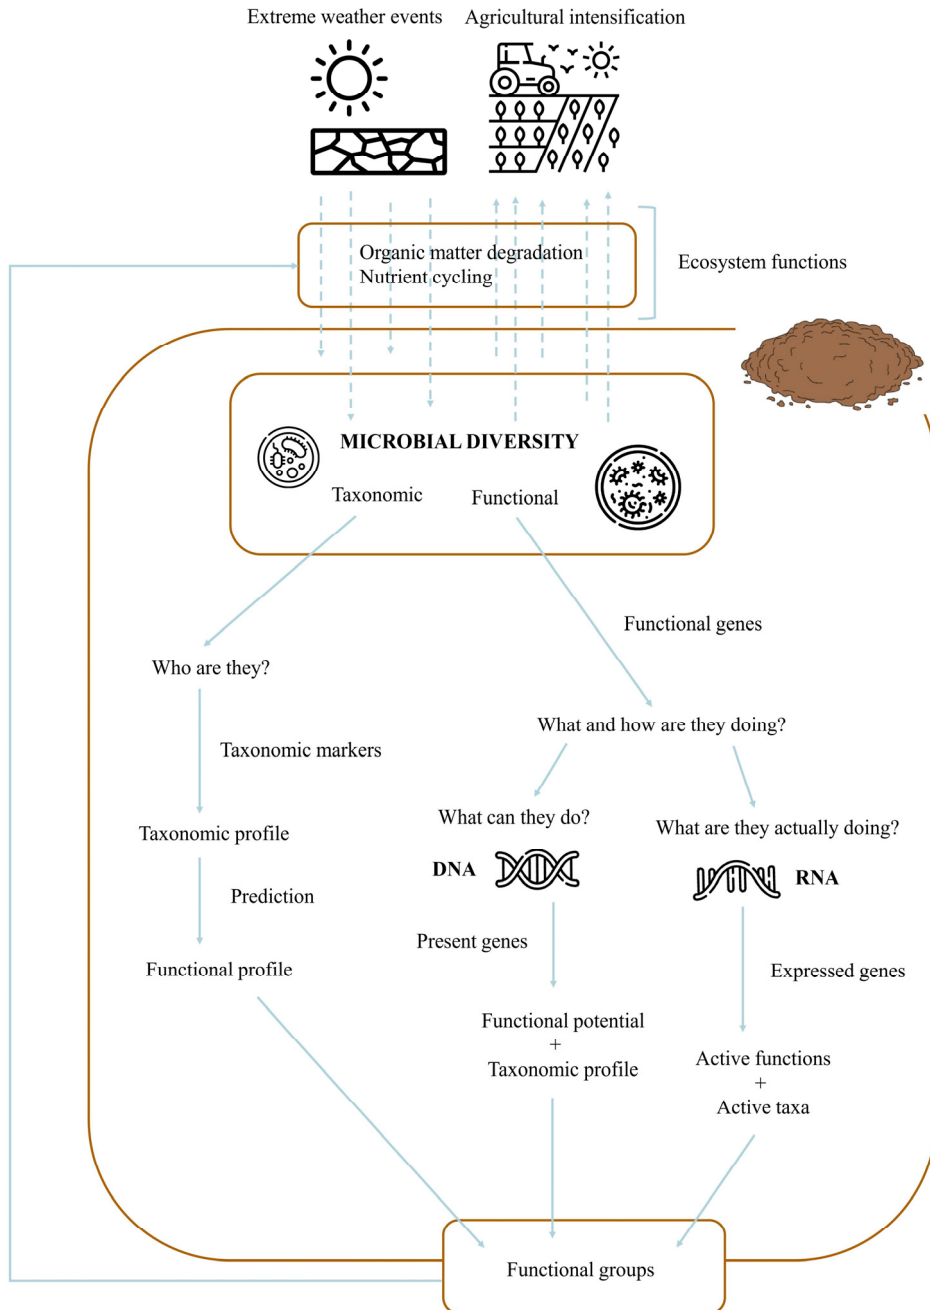 Extreme weather events
Agricultural intensification
Organic matter degradation
Nutrient cycling
Ecosystem functions
MICROBIAL DIVERSITY
Taxonomic
Functional
Functional genes
Who are they?
What and how are they doing?
Taxonomic markers
What can they do?
What are they actually doing?
Taxonomic profile
DNA
RNA
Prediction
Present genes
Functional profile
Expressed genes
Functional potential
+
Taxonomic profile
Active functions
+
Active taxa
Functional groups